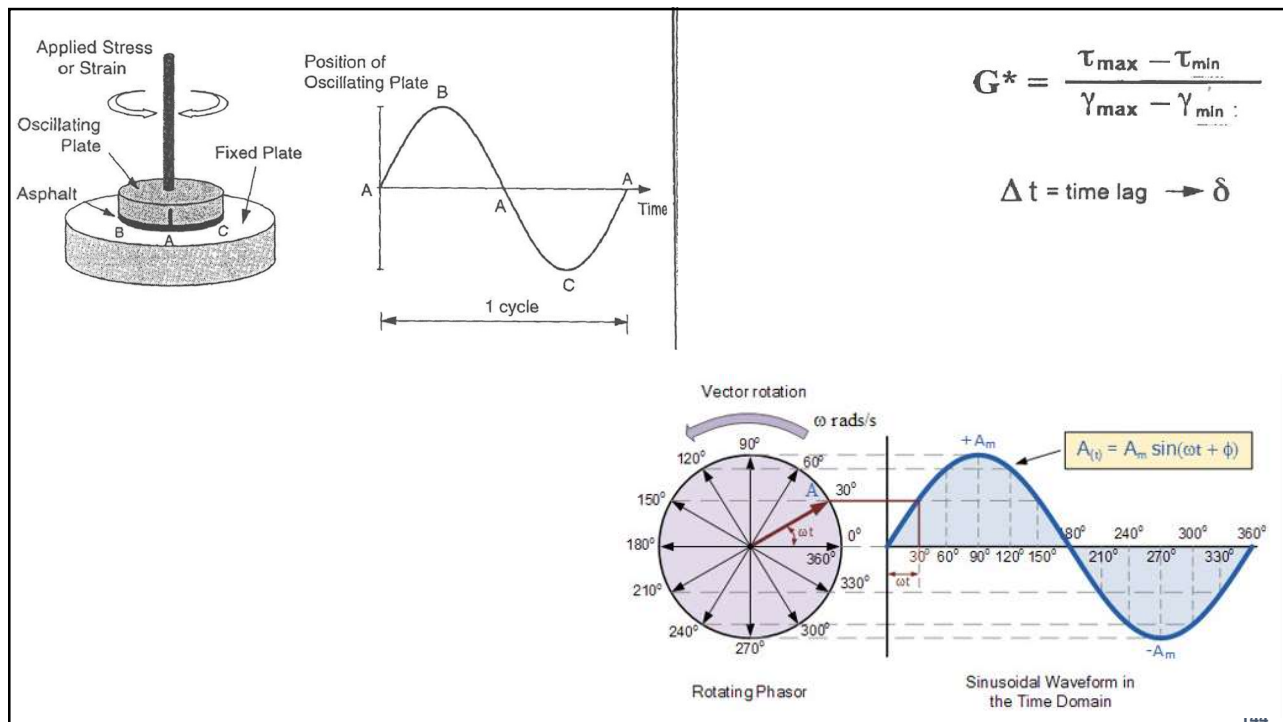 Applied Stress
or Strain
Oscillating
Plate
Fixed Plate
Asphalt
B
A
C
Position of
Oscillating Plate
B
A
A
A
Time
C
1 cycle
G* = τmax − τmin / γmax − γmin
Δ t = time lag → δ
Vector rotation
ω rads/s
90°
120°
60°
150°
A
30°
ωt
180°
0°
360°
210°
330°
240°
300°
270°
Rotating Phasor
+Am
A(t) = Am sin(ωt + ϕ)
30° 60° 90° 120° 150° 180° 240° 300° 360°
210° 270° 330°
ωt
-Am
Sinusoidal Waveform in
the Time Domain